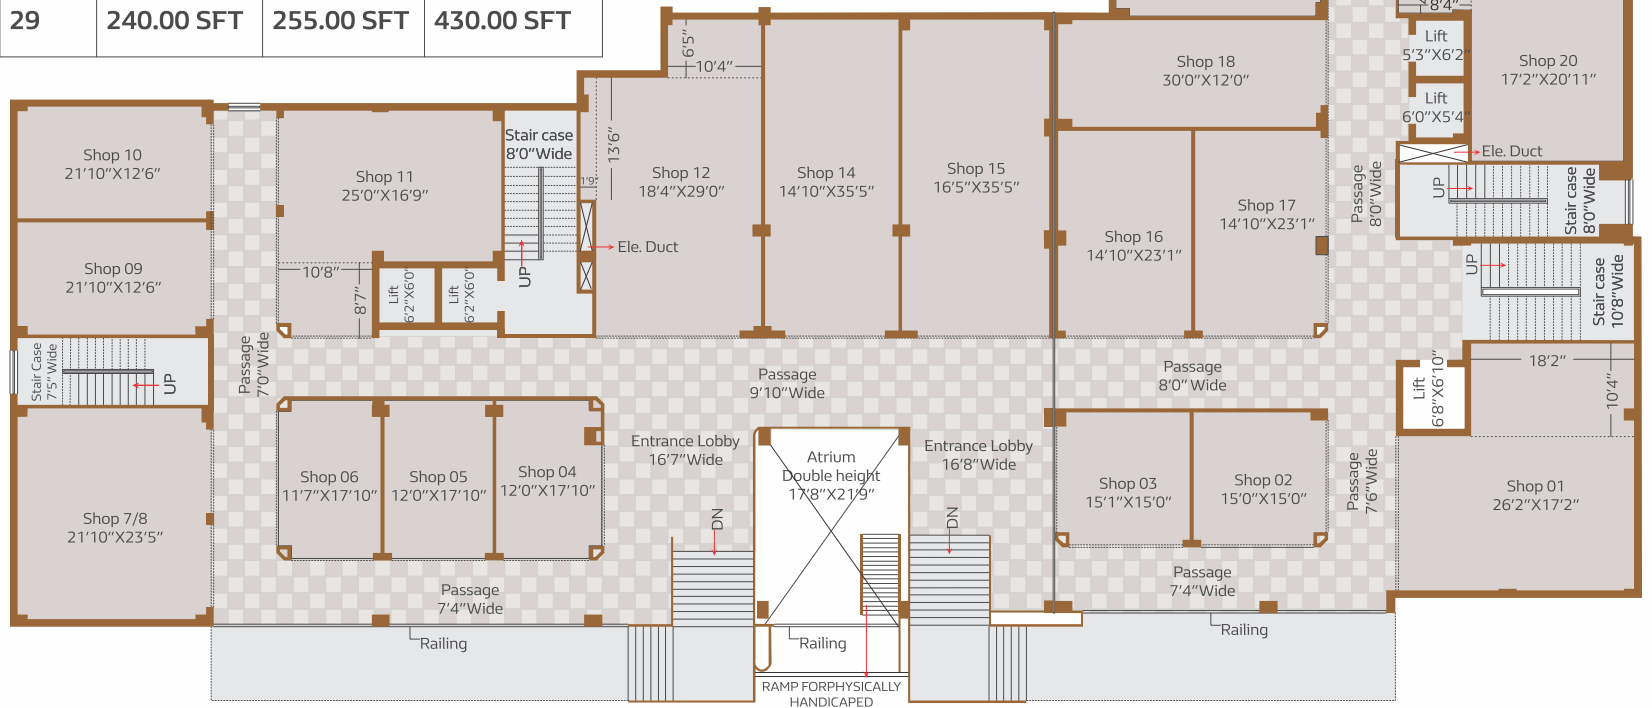 29 240.00 SFT 255.00 SFT 430.00 SFT
8'4"
Lift
5'3"X6'2"
Lift
6'0"X5'4"
Shop 20
17'2"X20'11"
6'5"
10'4"
Shop 18
30'0"X12'0"
Shop 10
21'10"X12'6"
Shop 11
25'0"X16'9"
Stair case
8'0"Wide
13'6"
1'9"
Shop 12
18'4"X29'0"
Shop 14
14'10"X35'5"
Shop 15
16'5"X35'5"
Ele. Duct
Passage
8'0"Wide
UP
Stair case
8'0"Wide
Shop 17
14'10"X23'1"
Shop 16
14'10"X23'1"
Ele. Duct
Shop 09
21'10"X12'6"
10'8"
8'7"
Lift
6'2"X6'0"
Lift
6'2"X6'0"
UP
UP
Stair case
10'8"Wide
Stair Case
7'5" Wide
UP
Passage
7'0"Wide
Passage
9'10"Wide
Passage
8'0" Wide
Lift
6'8"X6'10"
18'2"
10'4"
Entrance Lobby
16'7"Wide
Atrium
Double height
17'8"X21'9"
Entrance Lobby
16'8"Wide
Shop 06
11'7"X17'10"
Shop 05
12'0"X17'10"
Shop 04
12'0"X17'10"
Shop 03
15'1"X15'0"
Shop 02
15'0"X15'0"
Passage
7'6"Wide
Shop 01
26'2"X17'2"
Shop 7/8
21'10"X23'5"
DN
DN
Passage
7'4"Wide
Passage
7'4"Wide
Railing
Railing
Railing
RAMP FORPHYSICALLY
HANDICAPED